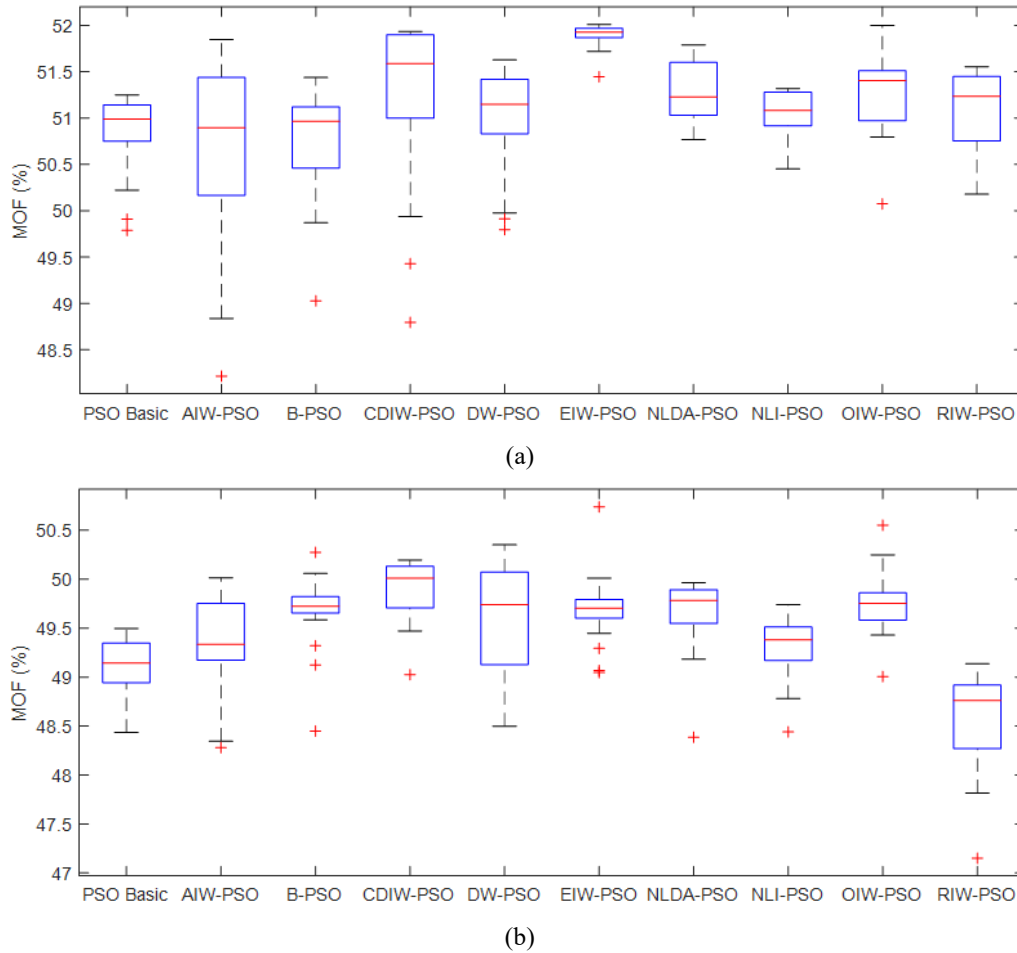 52
51.5
51
50.5
50
49.5
49
48.5
MOF (%)
PSO Basic AIW-PSO B-PSO CDIW-PSO DW-PSO EIW-PSO NLDA-PSO NLI-PSO OIW-PSO RIW-PSO
(a)
50.5
50
49.5
49
48.5
48
47.5
47
MOF (%)
PSO Basic AIW-PSO B-PSO CDIW-PSO DW-PSO EIW-PSO NLDA-PSO NLI-PSO OIW-PSO RIW-PSO
(b)